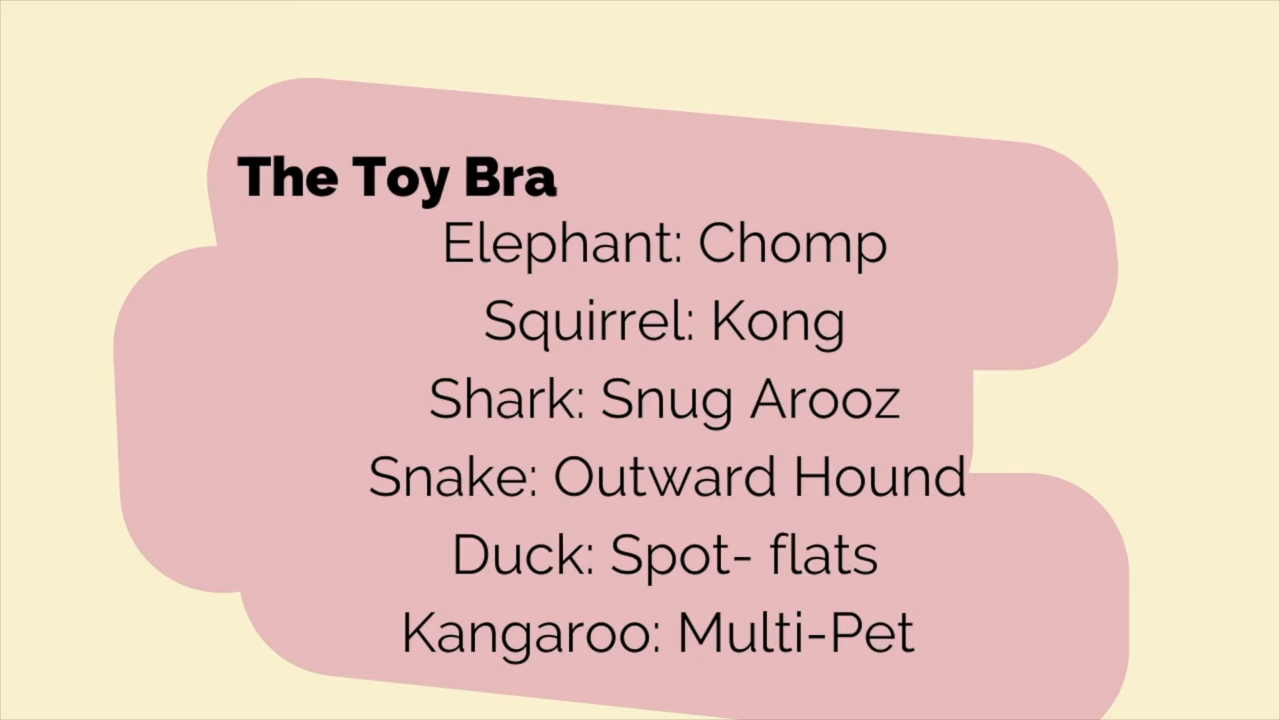 The Toy Bra
Elephant: Chomp
Squirrel: Kong
Shark: Snug Arooz
Snake: Outward Hound
Duck: Spot- flats
Kangaroo: Multi-Pet